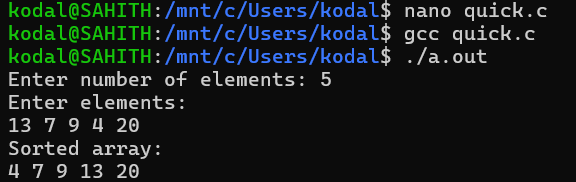 kodal@SAHITH:/mnt/c/Users/kodal$ nano quick.c
kodal@SAHITH:/mnt/c/Users/kodal$ gcc quick.c
kodal@SAHITH:/mnt/c/Users/kodal$ ./a.out
Enter number of elements: 5
Enter elements:
13 7 9 4 20
Sorted array:
4 7 9 13 20